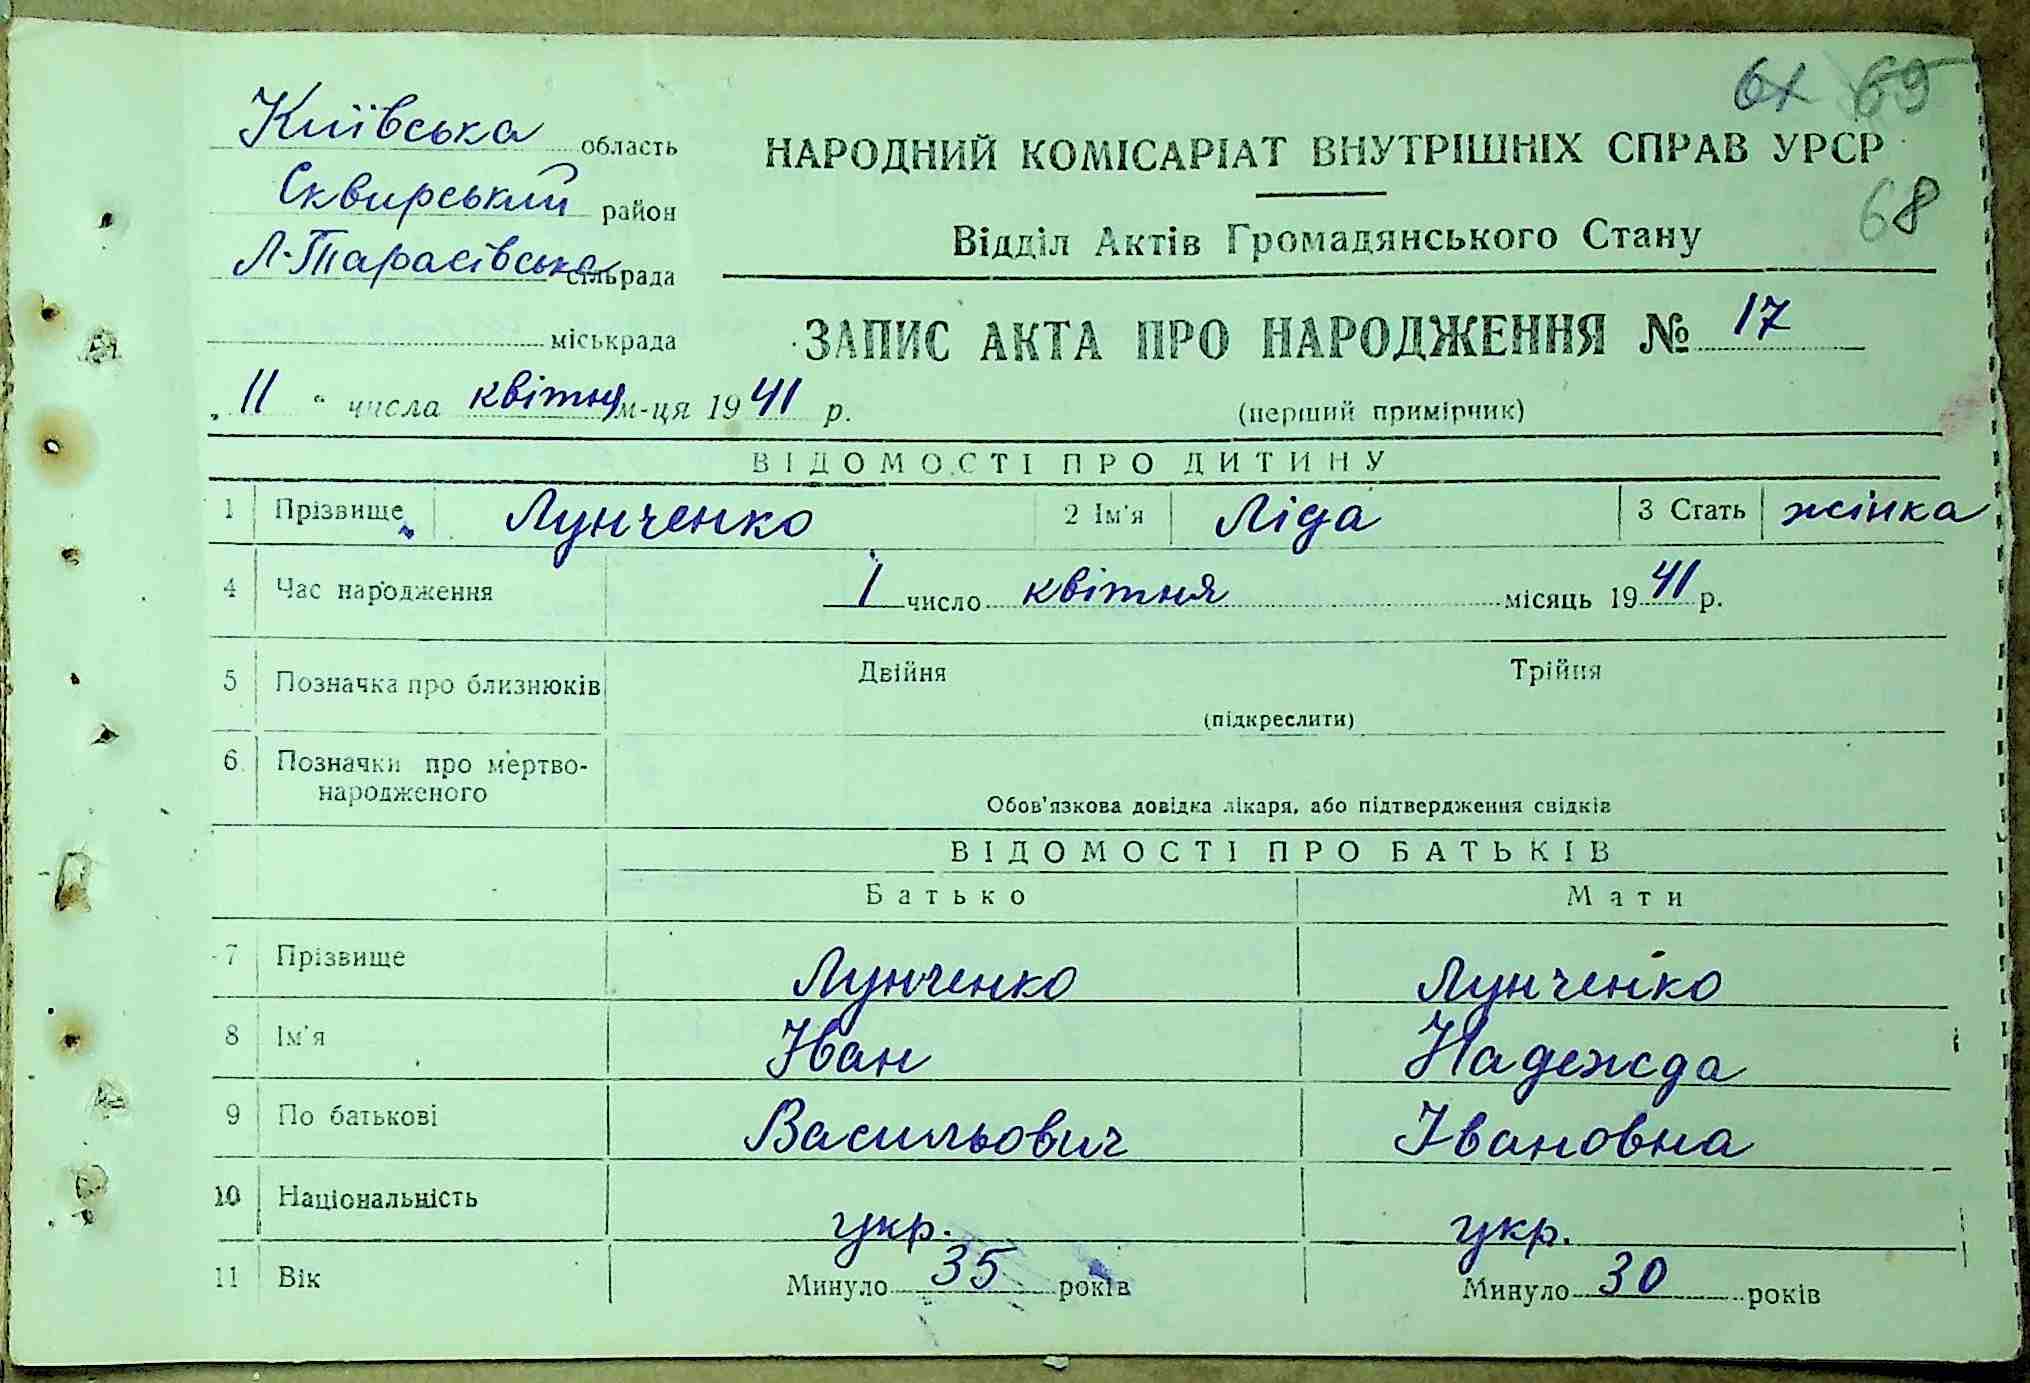 6х 69
Київська область
НАРОДНИЙ КОМІСАРІАТ ВНУТРІШНІХ СПРАВ УРСР
Сквирський район
68
Відділ Актів Громадянського Стану
Л-Тарасівська сільрада
міськрада
ЗАПИС АКТА ПРО НАРОДЖЕННЯ № 17
„ 11 “ числа квітня м-ця 1941 р.
(перший примірник)
ВІДОМОСТІ ПРО ДИТИНУ
1 Прізвище Лунченко 2 Ім'я Ліда 3 Стать жінка
4 Час народження 1 число квітня місяць 1941 р.
5 Позначка про близнюків Двійня Трійня
(підкреслити)
6 Позначки про мертво-
народженого
Обов'язкова довідка лікаря, або підтвердження свідків
ВІДОМОСТІ ПРО БАТЬКІВ
Батько Мати
7 Прізвище Лунченко Лунченко
8 Ім'я Іван Надежда
9 По батькові Васильович Івановна
10 Національність укр. укр.
11 Вік Минуло 35 років Минуло 30 років